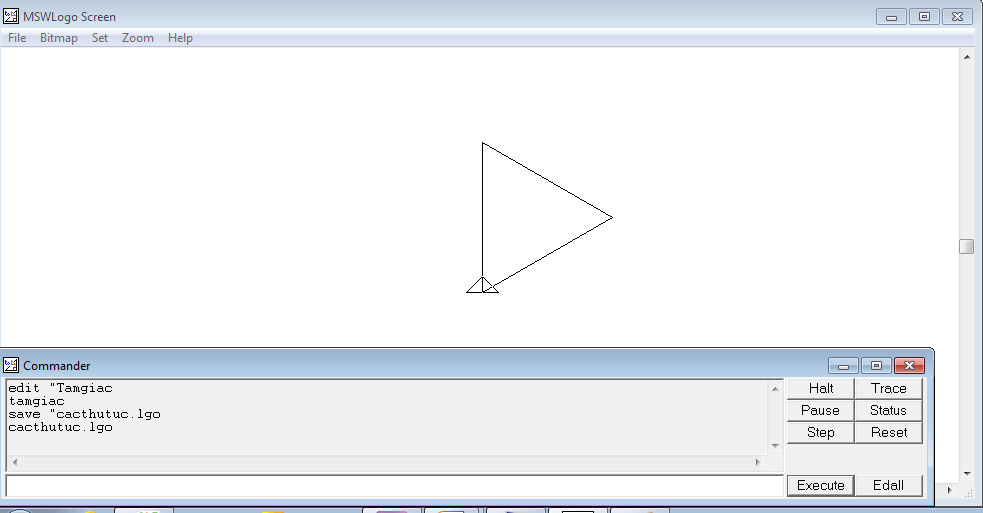 MSWLogo Screen
File Bitmap Set Zoom Help
Commander
edit "Tamgiac
tamgiac
save "cacthutuc.lgo
cacthutuc.lgo
Halt Trace
Pause Status
Step Reset
Execute Edall